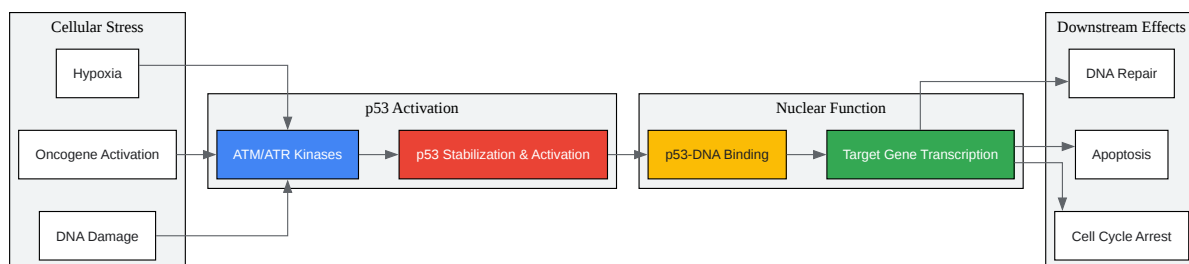 Cellular Stress
Hypoxia
Oncogene Activation
DNA Damage
p53 Activation
ATM/ATR Kinases
p53 Stabilization & Activation
Nuclear Function
p53-DNA Binding
Target Gene Transcription
Downstream Effects
DNA Repair
Apoptosis
Cell Cycle Arrest